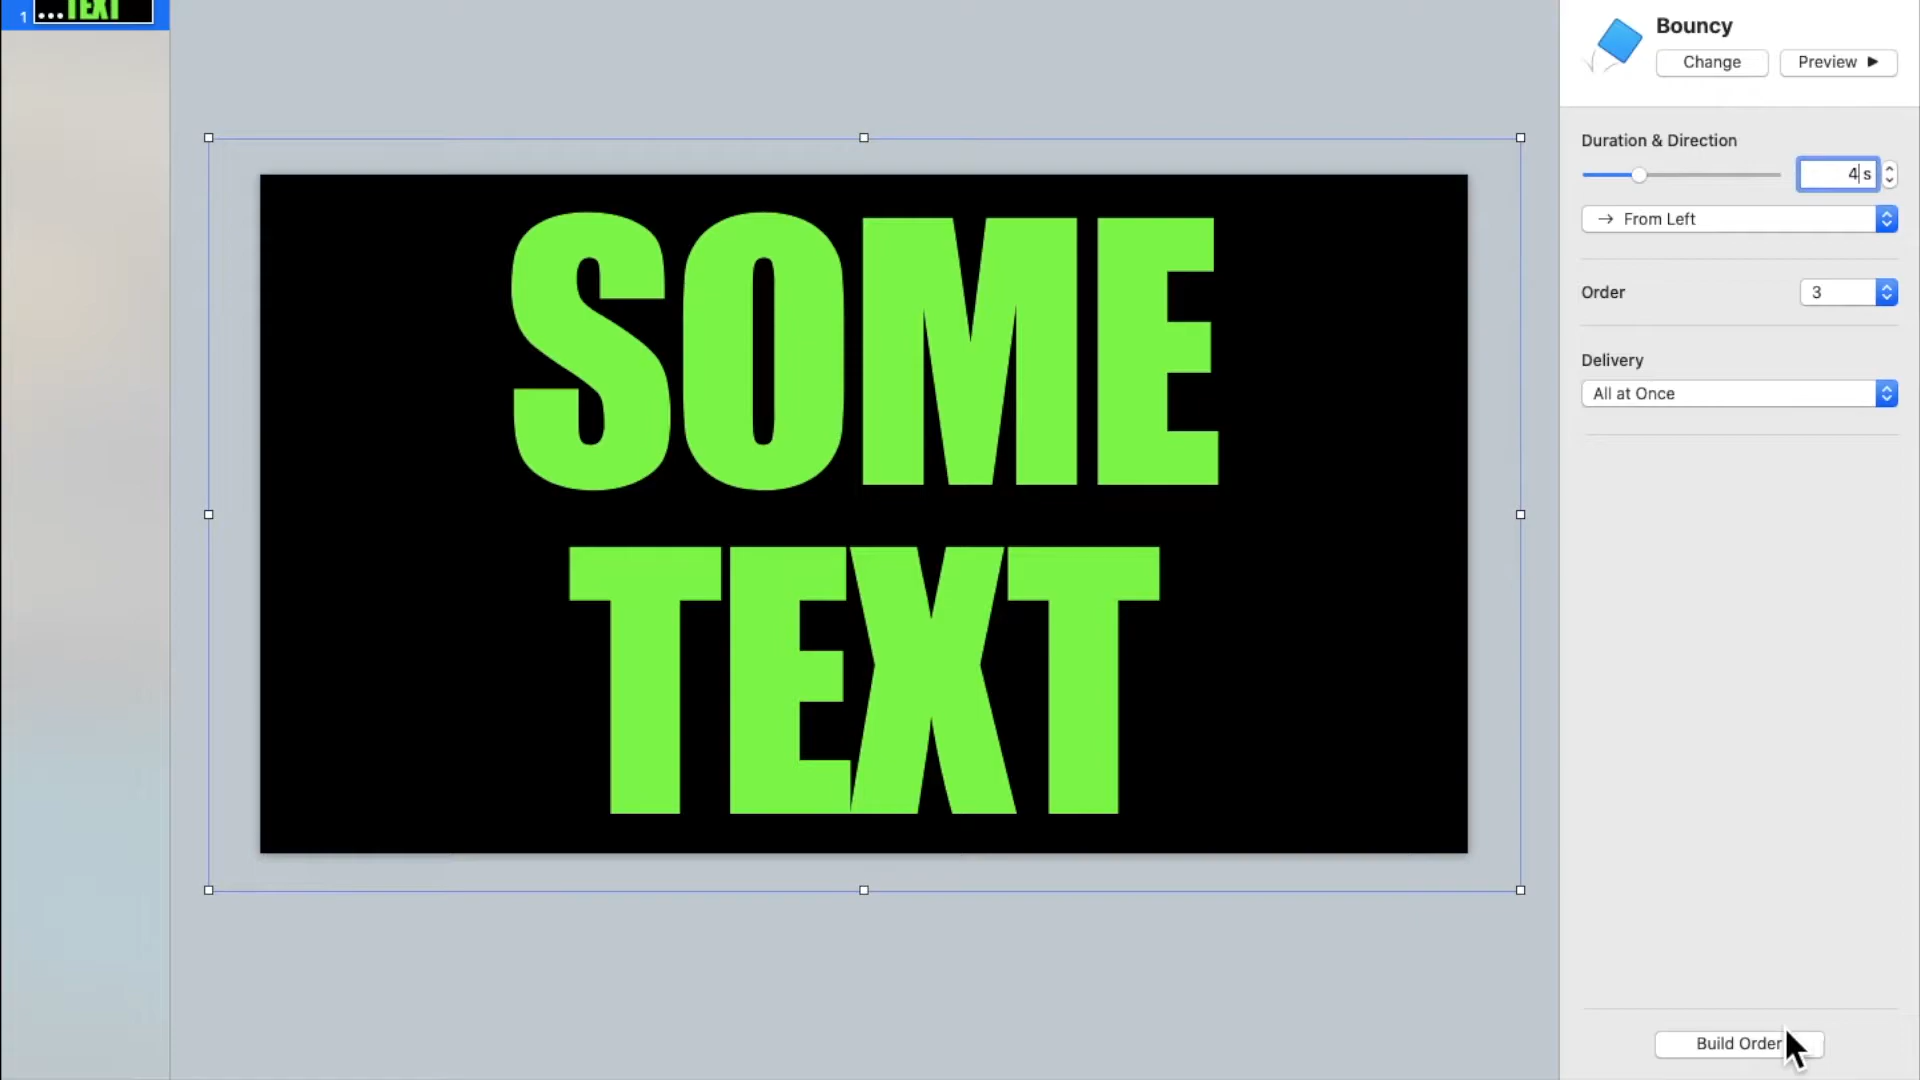 1
...TEXT
SOME
TEXT
Bouncy
Change
Preview ▶
Duration & Direction
4 s
→ From Left
Order
3
Delivery
All at Once
Build Order